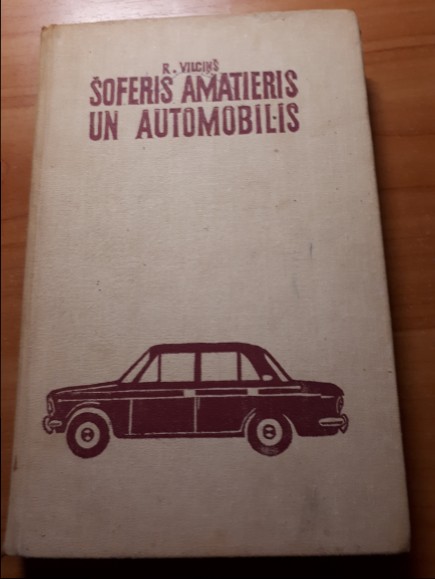 R. VILCIŅŠ
ŠOFERIS AMATIERIS
UN AUTOMOBILIS